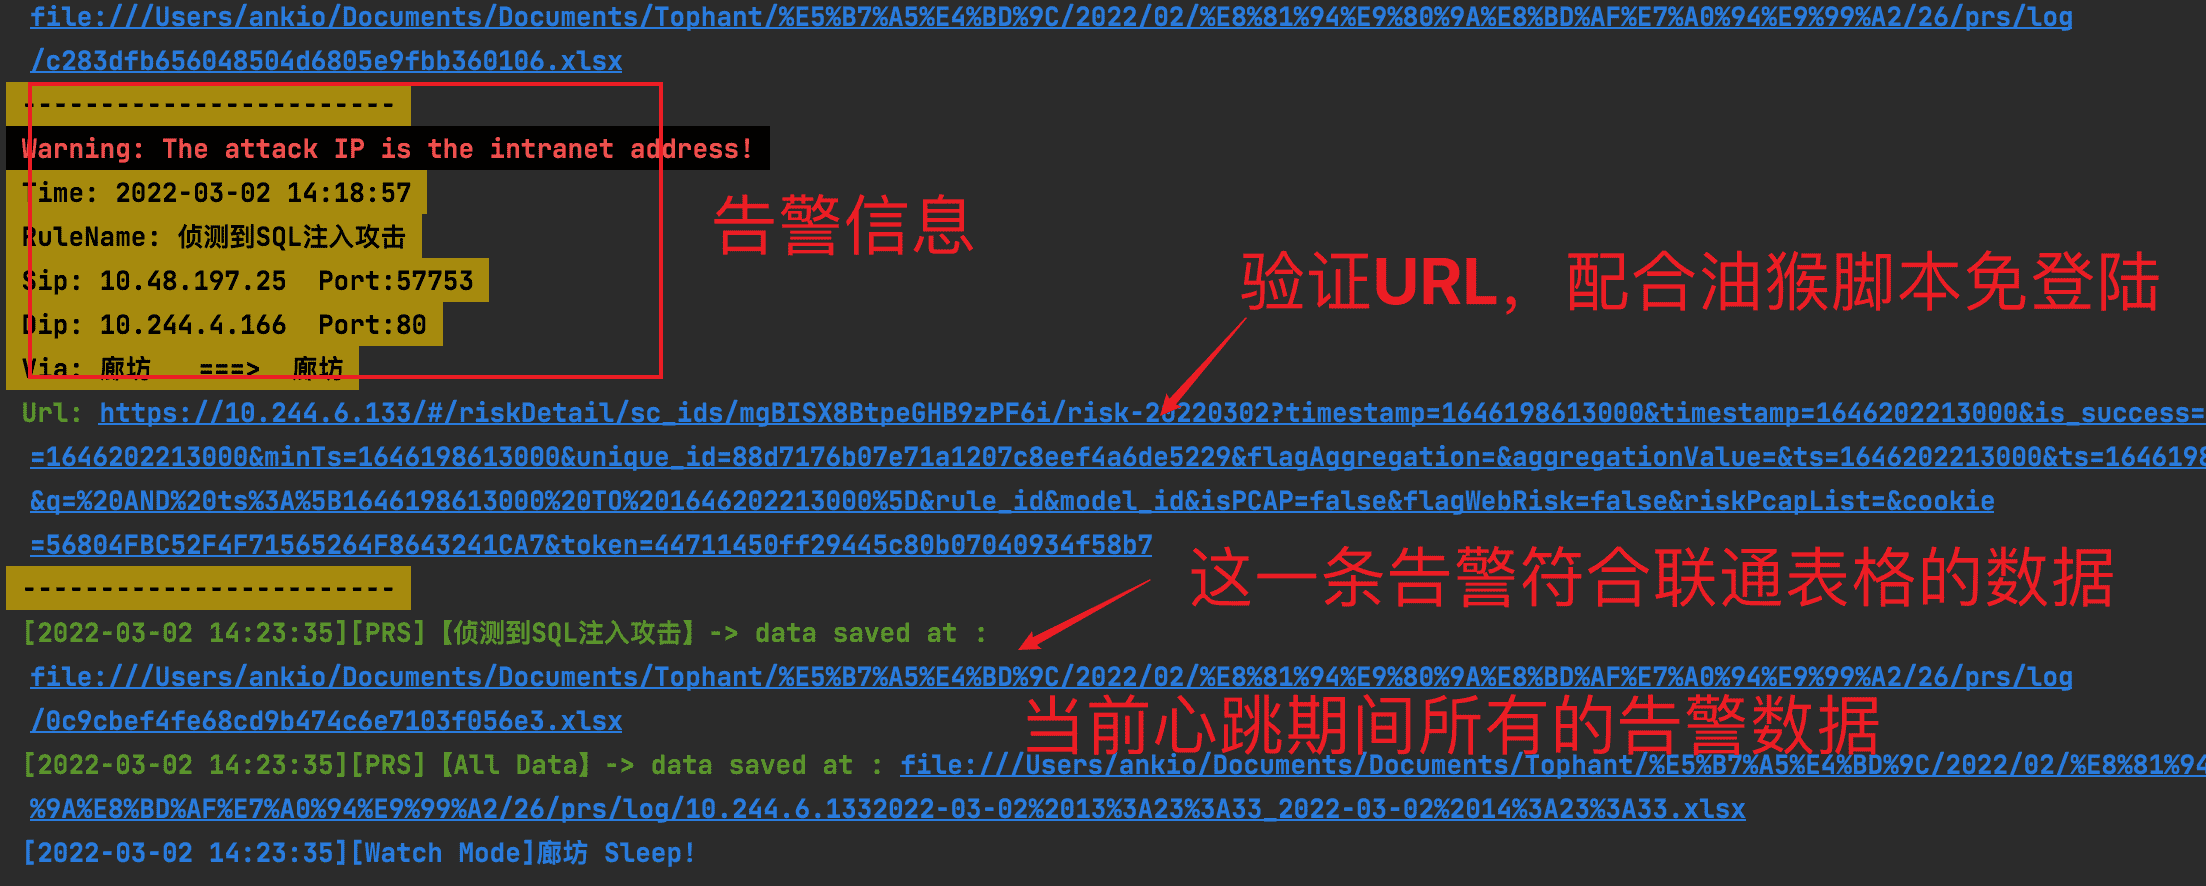 file:///Users/ankio/Documents/Documents/Tophant/%E5%B7%A5%E4%BD%9C/2022/02/%E8%81%94%E9%80%9A%E8%BD%AF%E7%A0%94%E9%99%A2/26/prs/log
/c283dfb656048504d6805e9fbb360106.xlsx
------------------------
Warning: The attack IP is the intranet address!
Time: 2022-03-02 14:18:57
告警信息
RuleName: 侦测到SQL注入攻击
Sip: 10.48.197.25  Port:57753
验证URL，配合油猴脚本免登陆
Dip: 10.244.4.166  Port:80
Via: 廊坊   ===>  廊坊
Url: https://10.244.6.133/#/riskDetail/sc_ids/mgBISX8BtpeGHB9zPF6i/risk-20220302?timestamp=1646198613000&timestamp=1646202213000&is_success=
=1646202213000&minTs=1646198613000&unique_id=88d7176b07e71a1207c8eef4a6de5229&flagAggregation=&aggregationValue=&ts=1646202213000&ts=164619
&q=%20AND%20ts%3A%5B1646198613000%20TO%201646202213000%5D&rule_id&model_id&isPCAP=false&flagWebRisk=false&riskPcapList=&cookie
=56804FBC52F4F71565264F8643241CA7&token=44711450ff29445c80b07040934f58b7
------------------------
这一条告警符合联通表格的数据
[2022-03-02 14:23:35][PRS]【侦测到SQL注入攻击】-> data saved at :
file:///Users/ankio/Documents/Documents/Tophant/%E5%B7%A5%E4%BD%9C/2022/02/%E8%81%94%E9%80%9A%E8%BD%AF%E7%A0%94%E9%99%A2/26/prs/log
/0c9cbef4fe68cd9b474c6e7103f056e3.xlsx
当前心跳期间所有的告警数据
[2022-03-02 14:23:35][PRS]【All Data】-> data saved at : file:///Users/ankio/Documents/Documents/Tophant/%E5%B7%A5%E4%BD%9C/2022/02/%E8%81%94
%9A%E8%BD%AF%E7%A0%94%E9%99%A2/26/prs/log/10.244.6.1332022-03-02%2013%3A23%3A33_2022-03-02%2014%3A23%3A33.xlsx
[2022-03-02 14:23:35][Watch Mode]廊坊 Sleep!